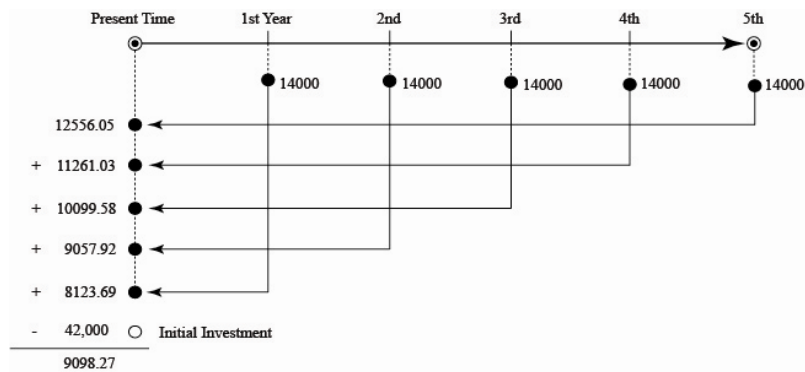 Present Time 1st Year 2nd 3rd 4th 5th
14000 14000 14000 14000 14000
12556.05
+ 11261.03
+ 10099.58
+ 9057.92
+ 8123.69
- 42,000 Initial Investment
9098.27